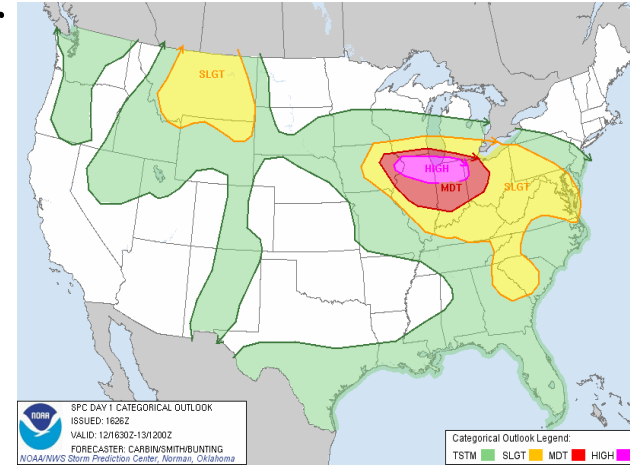 SLGT
HIGH
MDT
SLGT
NOAA
SPC DAY 1 CATEGORICAL OUTLOOK
ISSUED: 1626Z
VALID: 12/1630Z-13/1200Z
FORECASTER: CARBIN/SMITH/BUNTING
NOAA/NWS Storm Prediction Center, Norman, Oklahoma
Categorical Outlook Legend:
TSTM SLGT MDT HIGH